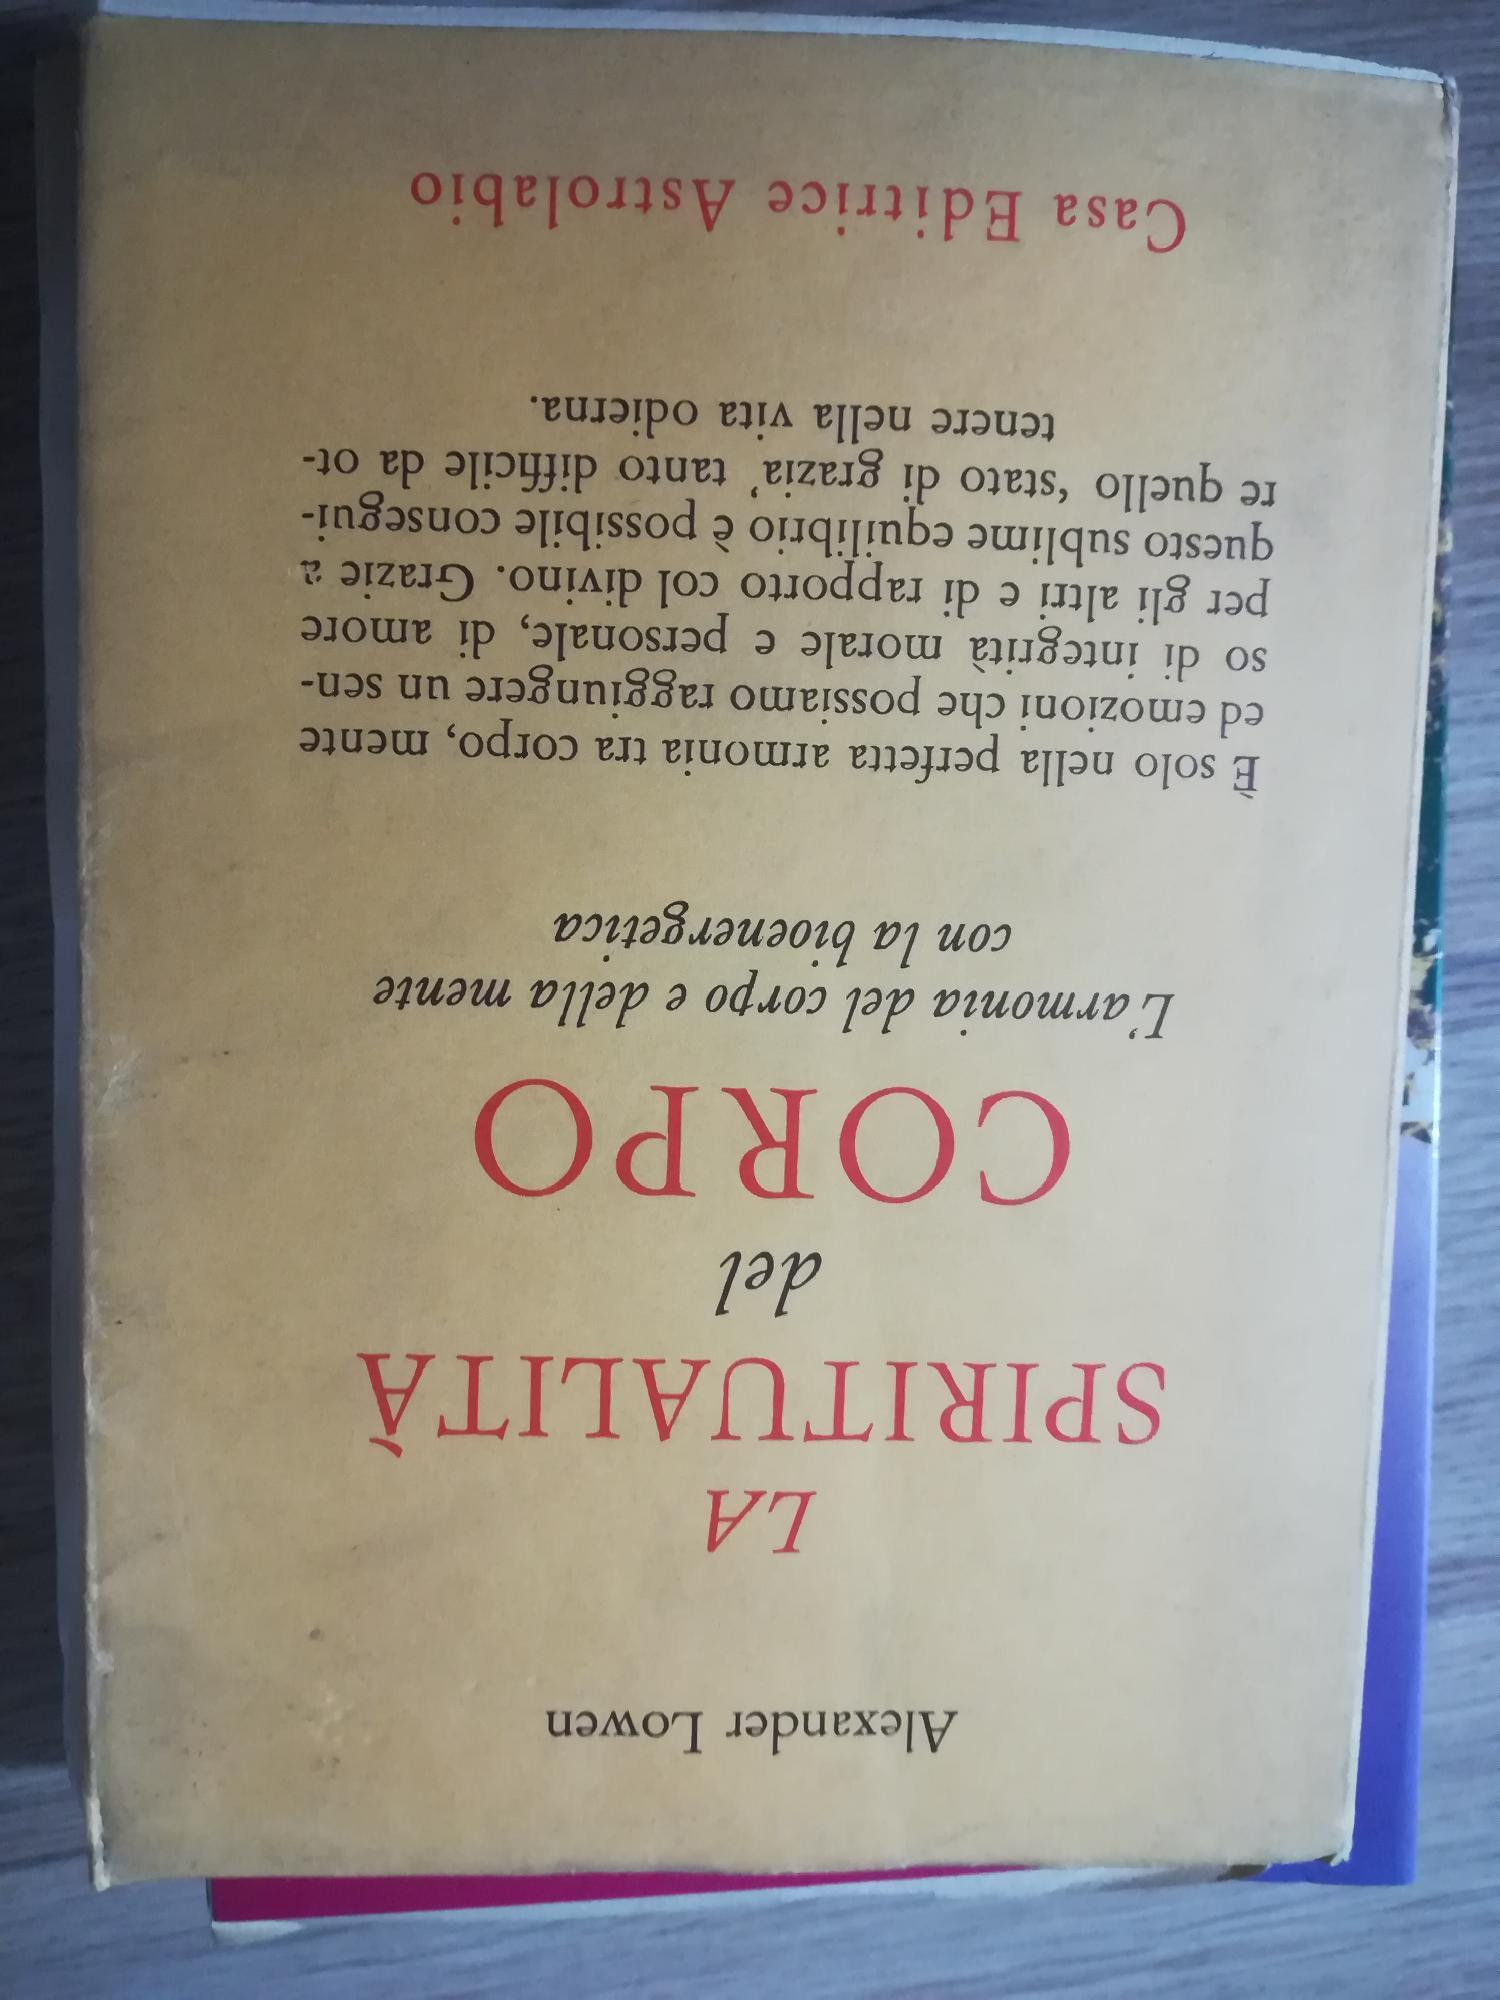 Alexander Lowen
LA
SPIRITUALITÀ
del
CORPO
L'armonia del corpo e della mente
con la bioenergetica
È solo nella perfetta armonia tra corpo, mente
ed emozioni che possiamo raggiungere un sen-
so di integrità morale e personale, di amore
per gli altri e di rapporto col divino. Grazie a
questo sublime equilibrio è possibile consegui-
re quello ‘stato di grazia’ tanto difficile da ot-
tenere nella vita odierna.
Casa Editrice Astrolabio